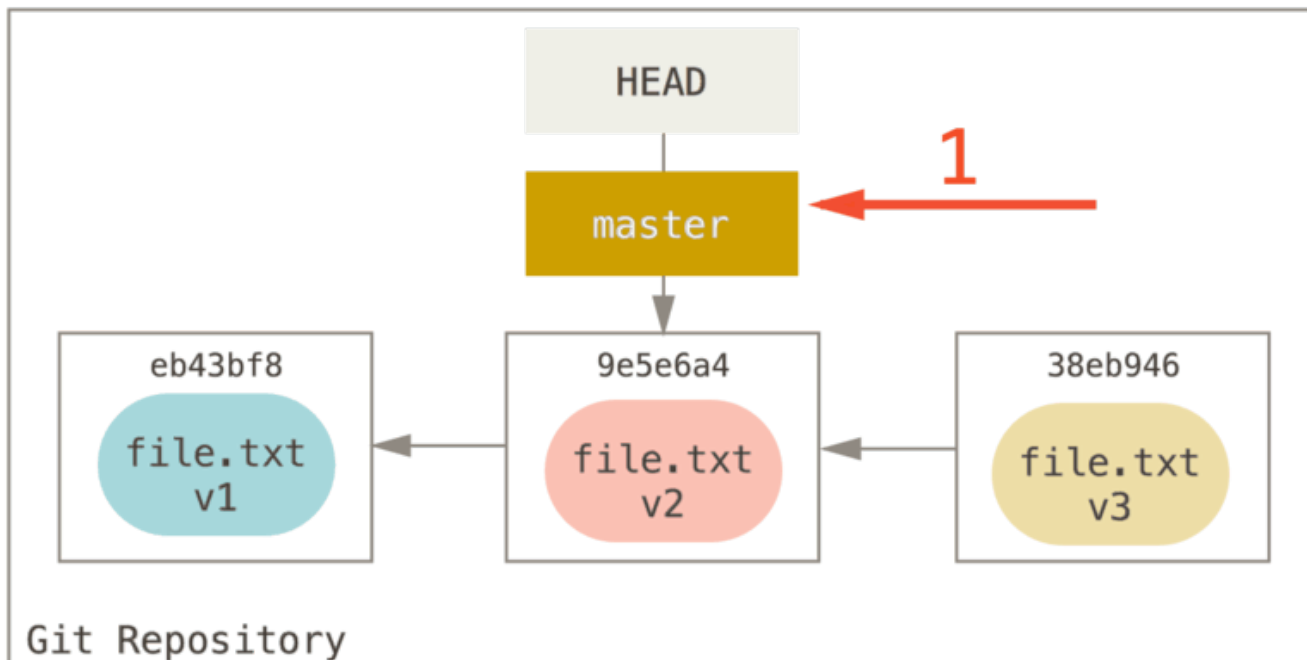 HEAD
1
master
eb43bf8
9e5e6a4
38eb946
file.txt
v1
file.txt
v2
file.txt
v3
Git Repository